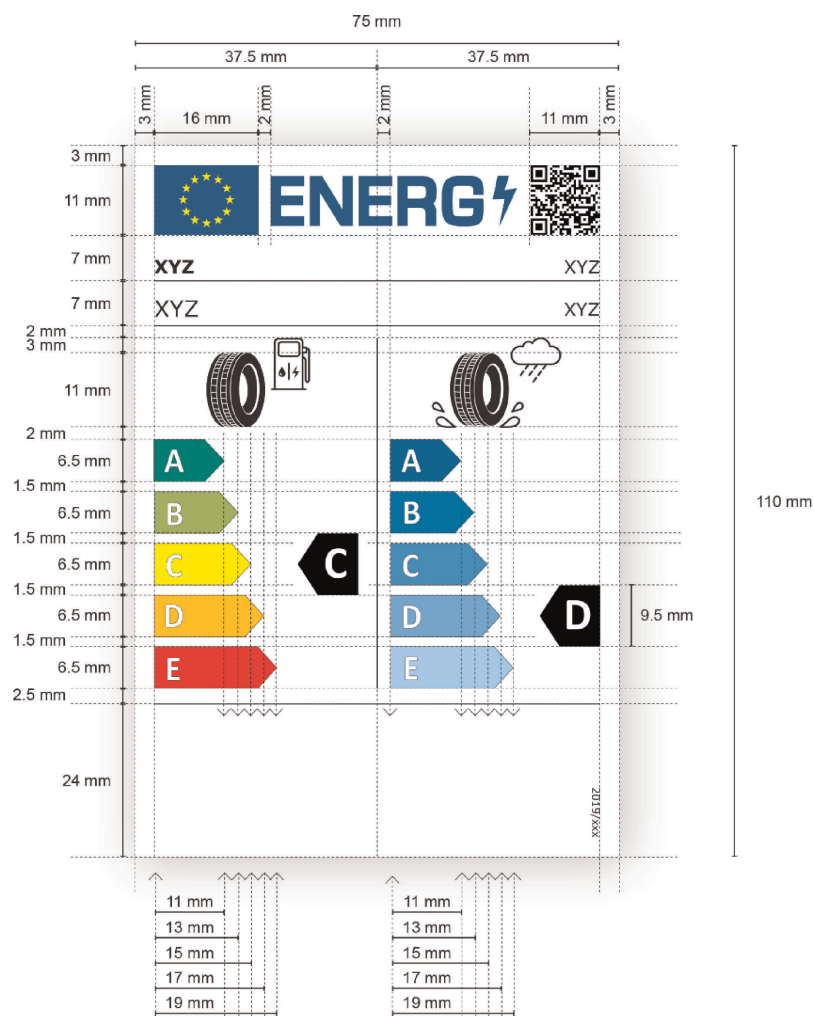 75 mm
37.5 mm 37.5 mm
3 mm 16 mm 2 mm 2 mm 11 mm 3 mm
3 mm
11 mm ENERG
7 mm XYZ XYZ
7 mm XYZ XYZ
2 mm
3 mm
11 mm
2 mm
6.5 mm A A
1.5 mm
6.5 mm B B
110 mm
1.5 mm
6.5 mm C C C
1.5 mm
6.5 mm D D D 9.5 mm
1.5 mm
6.5 mm E E
2.5 mm
24 mm
2019/xxx
11 mm 11 mm
13 mm 13 mm
15 mm 15 mm
17 mm 17 mm
19 mm 19 mm